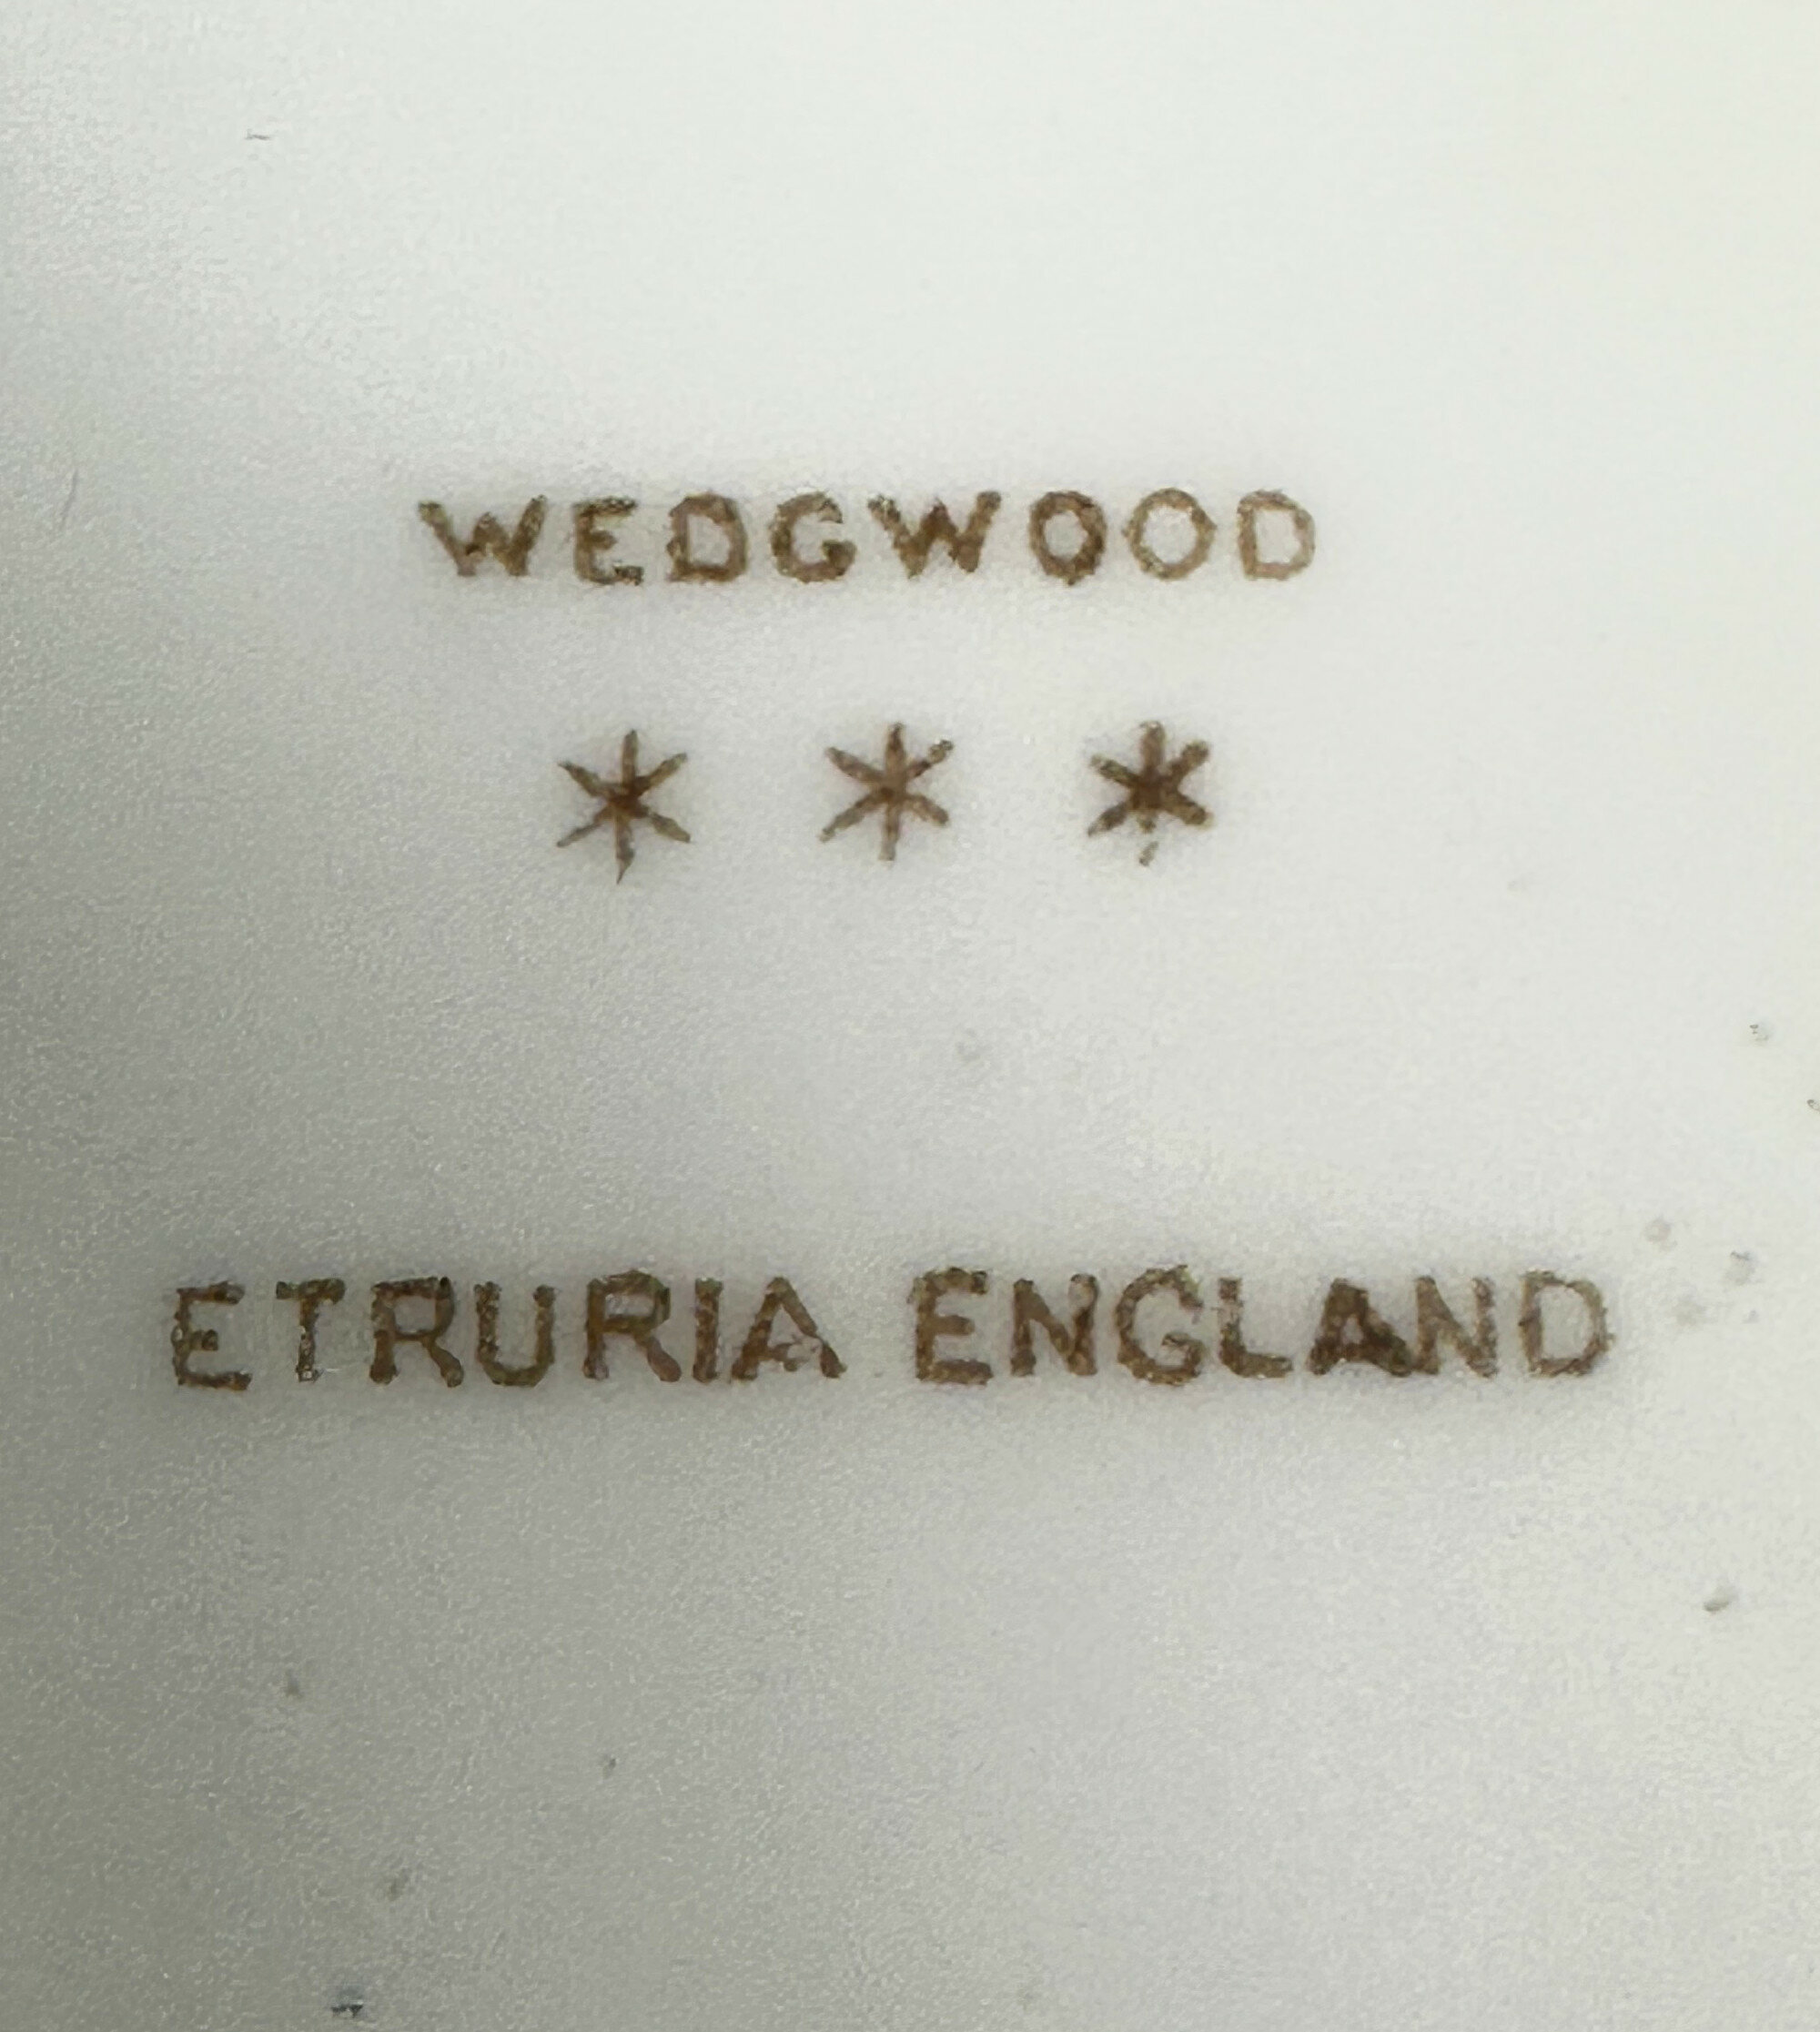 WEDGWOOD
* * *
ETRURIA ENGLAND